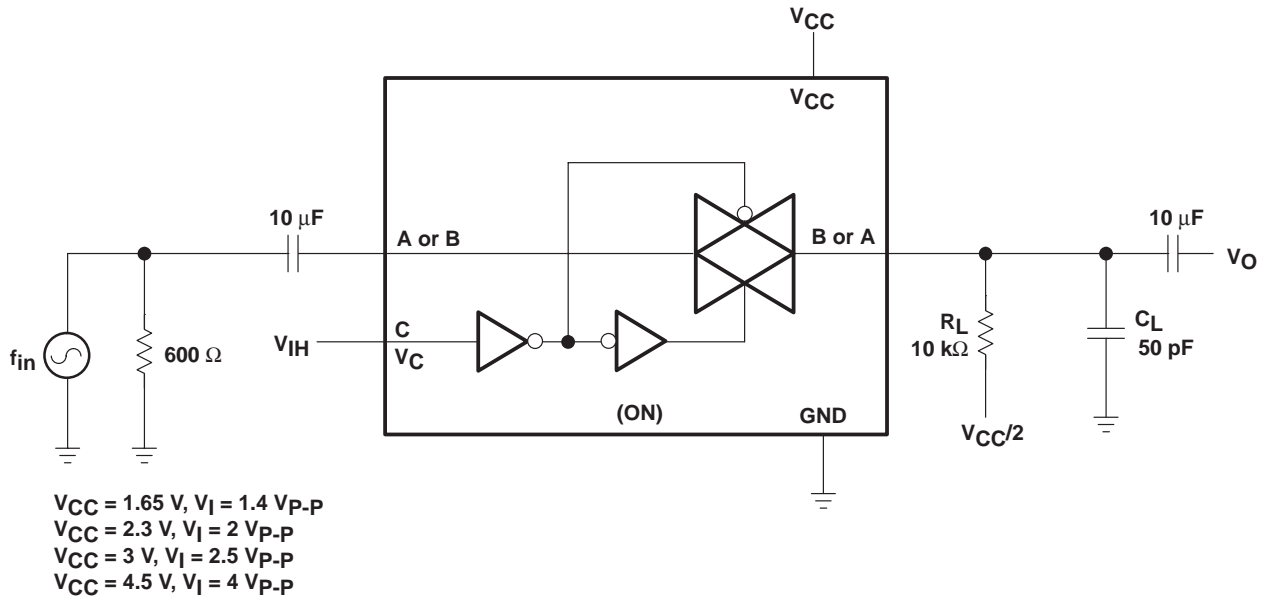 VCC
VCC
10 μF
A or B
B or A
10 μF
VO
fin
600 Ω
VIH
C
VC
RL
10 kΩ
CL
50 pF
(ON)
GND
VCC/2
VCC = 1.65 V, VI = 1.4 VP-P
VCC = 2.3 V, VI = 2 VP-P
VCC = 3 V, VI = 2.5 VP-P
VCC = 4.5 V, VI = 4 VP-P